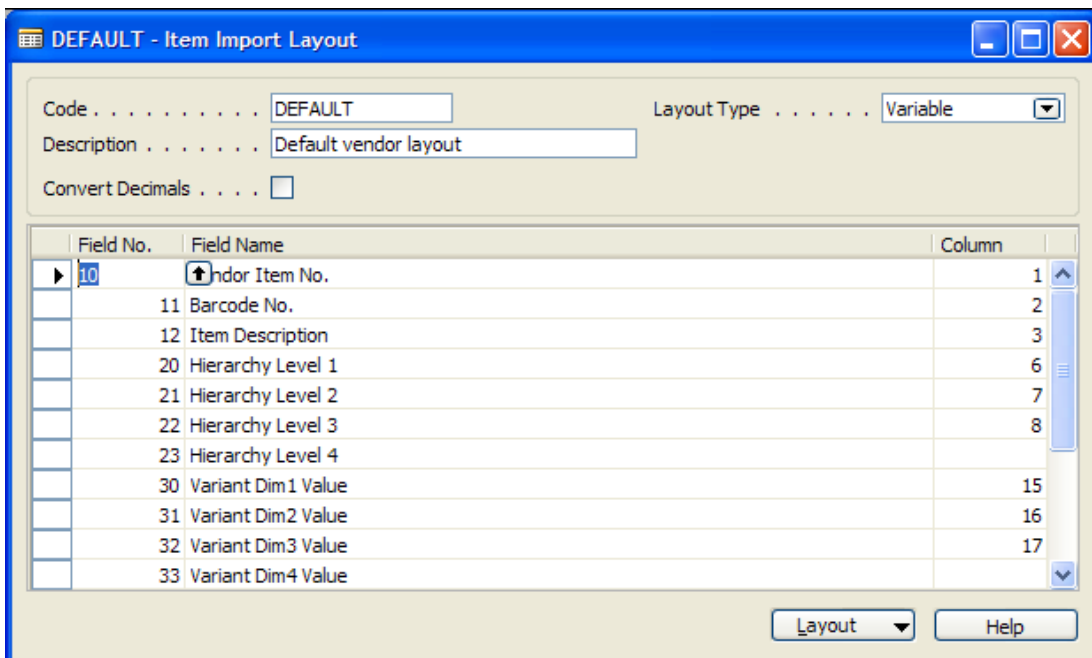 DEFAULT - Item Import Layout
Code . . . . . . . . . . DEFAULT Layout Type . . . . . . Variable
Description . . . . . . . Default vendor layout
Convert Decimals . . . .
Field No. Field Name Column
10 ndor Item No. 1
11 Barcode No. 2
12 Item Description 3
20 Hierarchy Level 1 6
21 Hierarchy Level 2 7
22 Hierarchy Level 3 8
23 Hierarchy Level 4
30 Variant Dim1 Value 15
31 Variant Dim2 Value 16
32 Variant Dim3 Value 17
33 Variant Dim4 Value
Layout Help